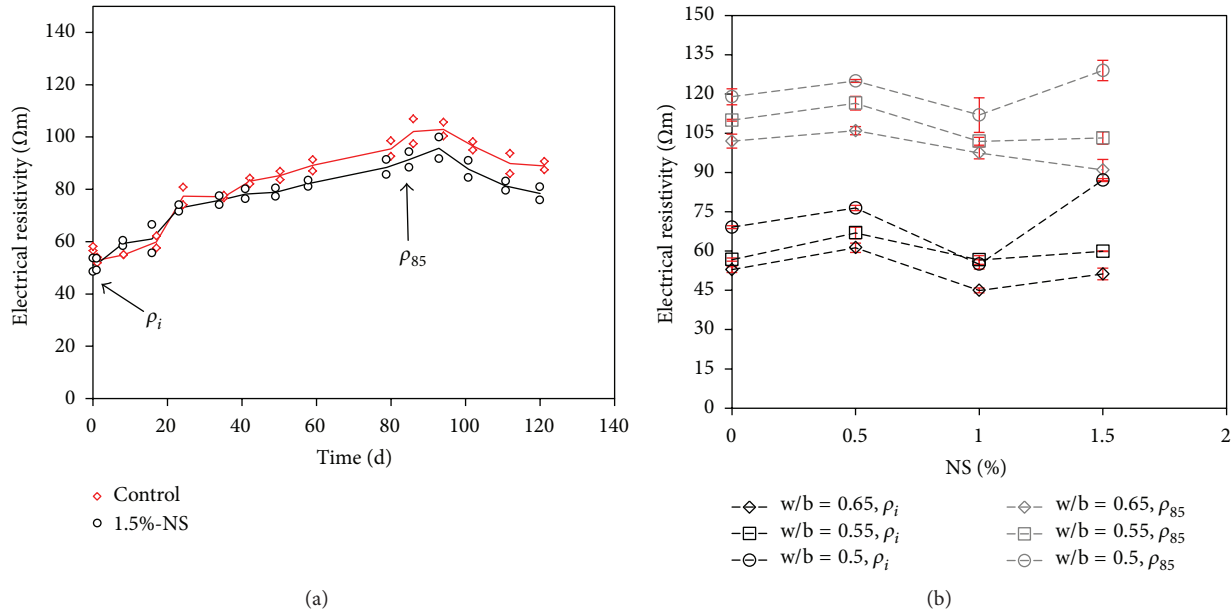 140
120
100
80
60
40
20
0
Electrical resistivity (Ωm)
ρi
ρ85
0 20 40 60 80 100 120 140
Time (d)
Control
1.5%-NS
(a)
150
135
120
105
90
75
60
45
30
15
0
Electrical resistivity (Ωm)
0 0.5 1 1.5 2
NS (%)
w/b = 0.65, ρi
w/b = 0.55, ρi
w/b = 0.5, ρi
w/b = 0.65, ρ85
w/b = 0.55, ρ85
w/b = 0.5, ρ85
(b)